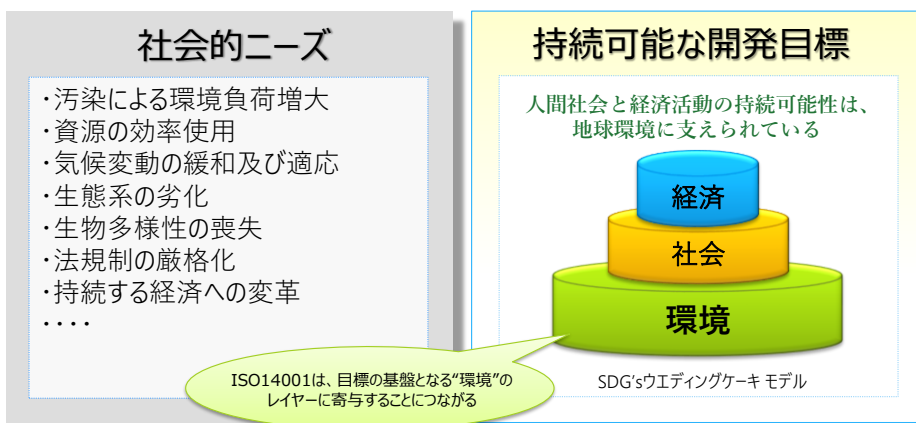 社会的ニーズ
・汚染による環境負荷増大
・資源の効率使用
・気候変動の緩和及び適応
・生態系の劣化
・生物多様性の喪失
・法規制の厳格化
・持続する経済への変革
・・・・
持続可能な開発目標
人間社会と経済活動の持続可能性は、
地球環境に支えられている
経済
社会
環境
SDG'sウエディングケーキ モデル
ISO14001は、目標の基盤となる“環境”の
レイヤーに寄与することにつながる